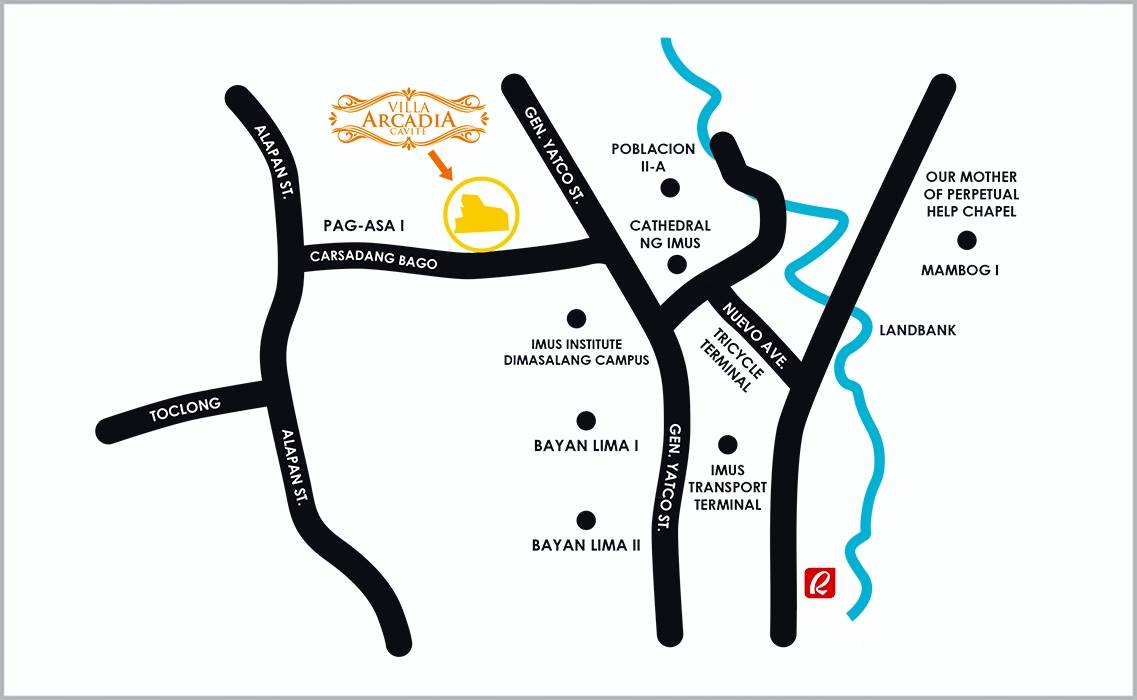 VILLA
ARCADIA
CAVITE
ALAPAN ST.
GEN. YATCO ST.
POBLACION
II-A
CATHEDRAL
NG IMUS
OUR MOTHER
OF PERPETUAL
HELP CHAPEL
MAMBOG I
PAG-ASA I
CARSADANG BAGO
IMUS INSTITUTE
DIMASALANG CAMPUS
NUEVO AVE.
TRICYCLE
TERMINAL
LANDBANK
TOCLONG
ALAPAN ST.
BAYAN LIMA I
GEN. YATCO ST.
IMUS
TRANSPORT
TERMINAL
BAYAN LIMA II
R